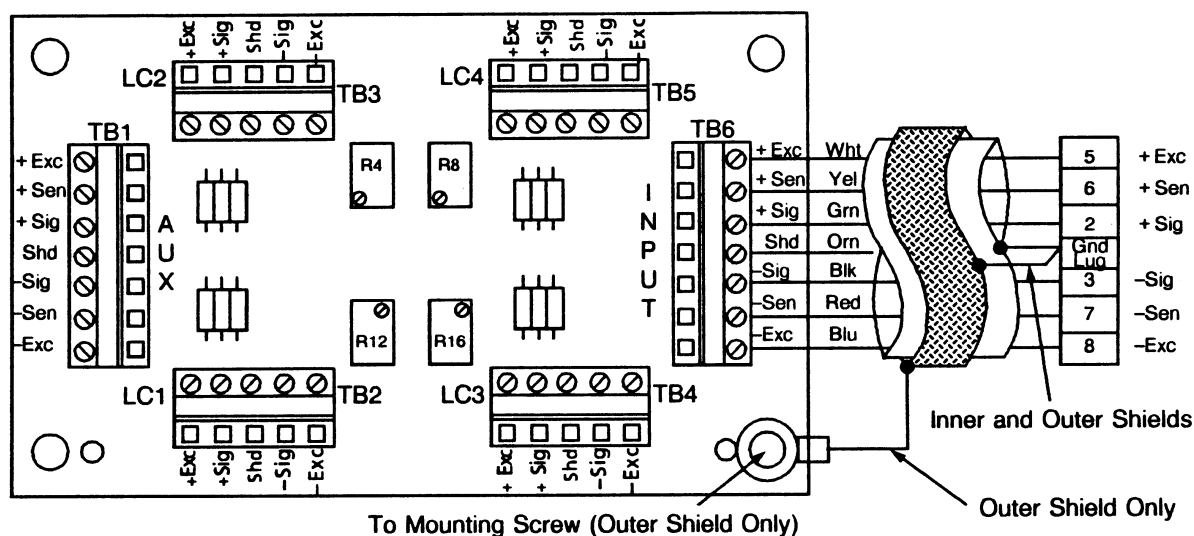 +Exc +Sig Shd –Sig –Exc
+Exc +Sig Shd –Sig –Exc
LC2
TB3
LC4
TB5
TB1
TB6
+ Exc
+ Sen
+ Sig
Shd
–Sig
–Sen
–Exc
AUX
R4
R8
R12
R16
INPUT
+ Exc Wht
+ Sen Yel
+ Sig Grn
Shd Orn
–Sig Blk
–Sen Red
–Exc Blu
5 + Exc
6 + Sen
2 + Sig
Gnd
Lug
3 –Sig
7 –Sen
8 –Exc
LC1
TB2
LC3
TB4
+Exc +Sig Shd –Sig –Exc
+ Exc + Sig Shd –Sig –Exc
Inner and Outer Shields
Outer Shield Only
To Mounting Screw (Outer Shield Only)